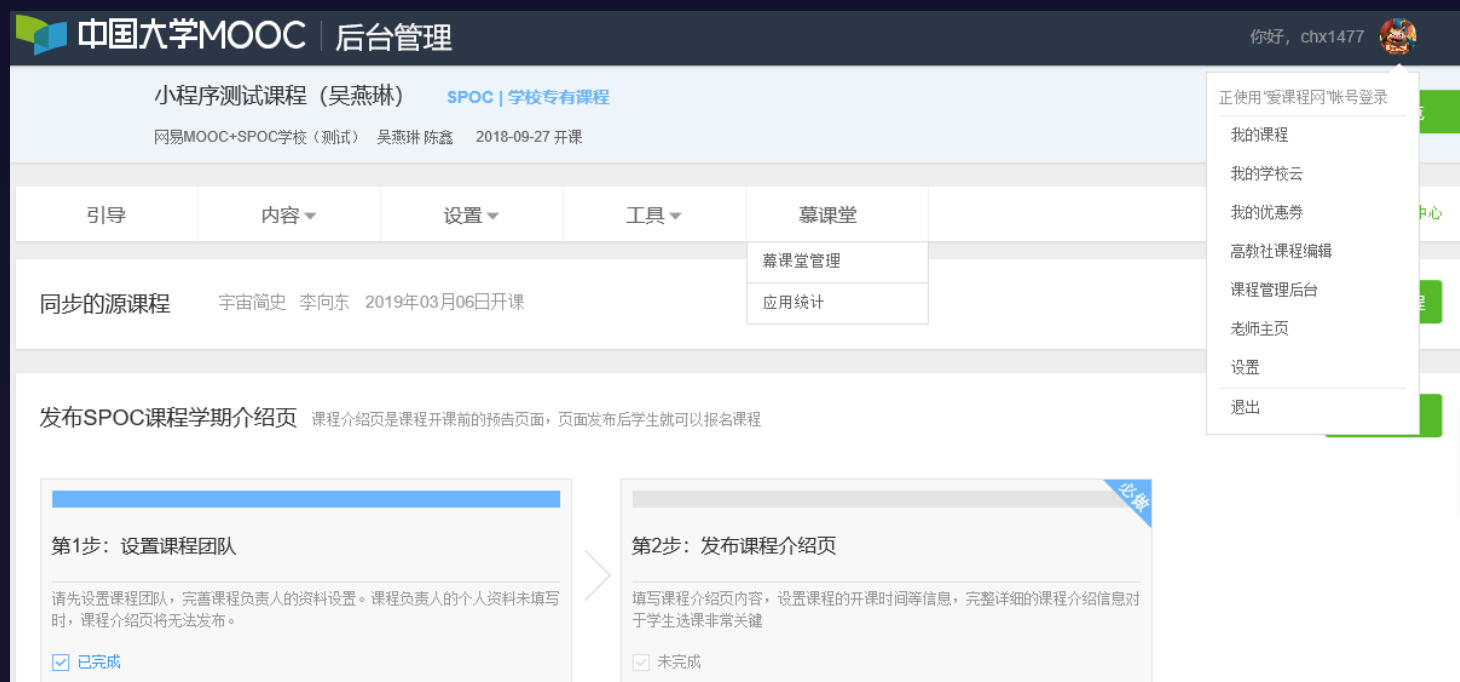 中国大学MOOC 后台管理
你好，chx1477
小程序测试课程（吴燕琳） SPOC | 学校专有课程
网易MOOC+SPOC学校（测试） 吴燕琳 陈鑫 2018-09-27 开课
正使用“爱课程网”帐号登录
我的课程
我的学校云
我的优惠券
高教社课程编辑
课程管理后台
老师主页
设置
退出
引导 内容 设置 工具 慕课堂
中心
幕课堂管理
应用统计
同步的源课程 宇宙简史 李向东 2019年03月06日开课
程
发布SPOC课程学期介绍页 课程介绍页是课程开课前的预告页面，页面发布后学生就可以报名课程
第1步：设置课程团队
请先设置课程团队，完善课程负责人的资料设置。课程负责人的个人资料未填写
时，课程介绍页将无法发布。
已完成
必做
第2步：发布课程介绍页
填写课程介绍页内容，设置课程的开课时间等信息，完整详细的课程介绍信息对
于学生选课非常关键
未完成